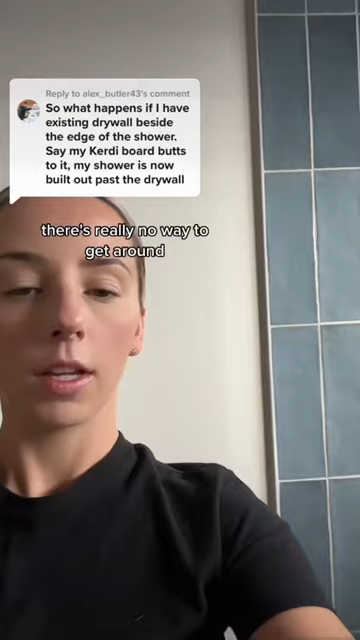 Reply to alex_butler43's comment
So what happens if I have
existing drywall beside
the edge of the shower.
Say my Kerdi board butts
to it, my shower is now
built out past the drywall
there's really no way to
get around